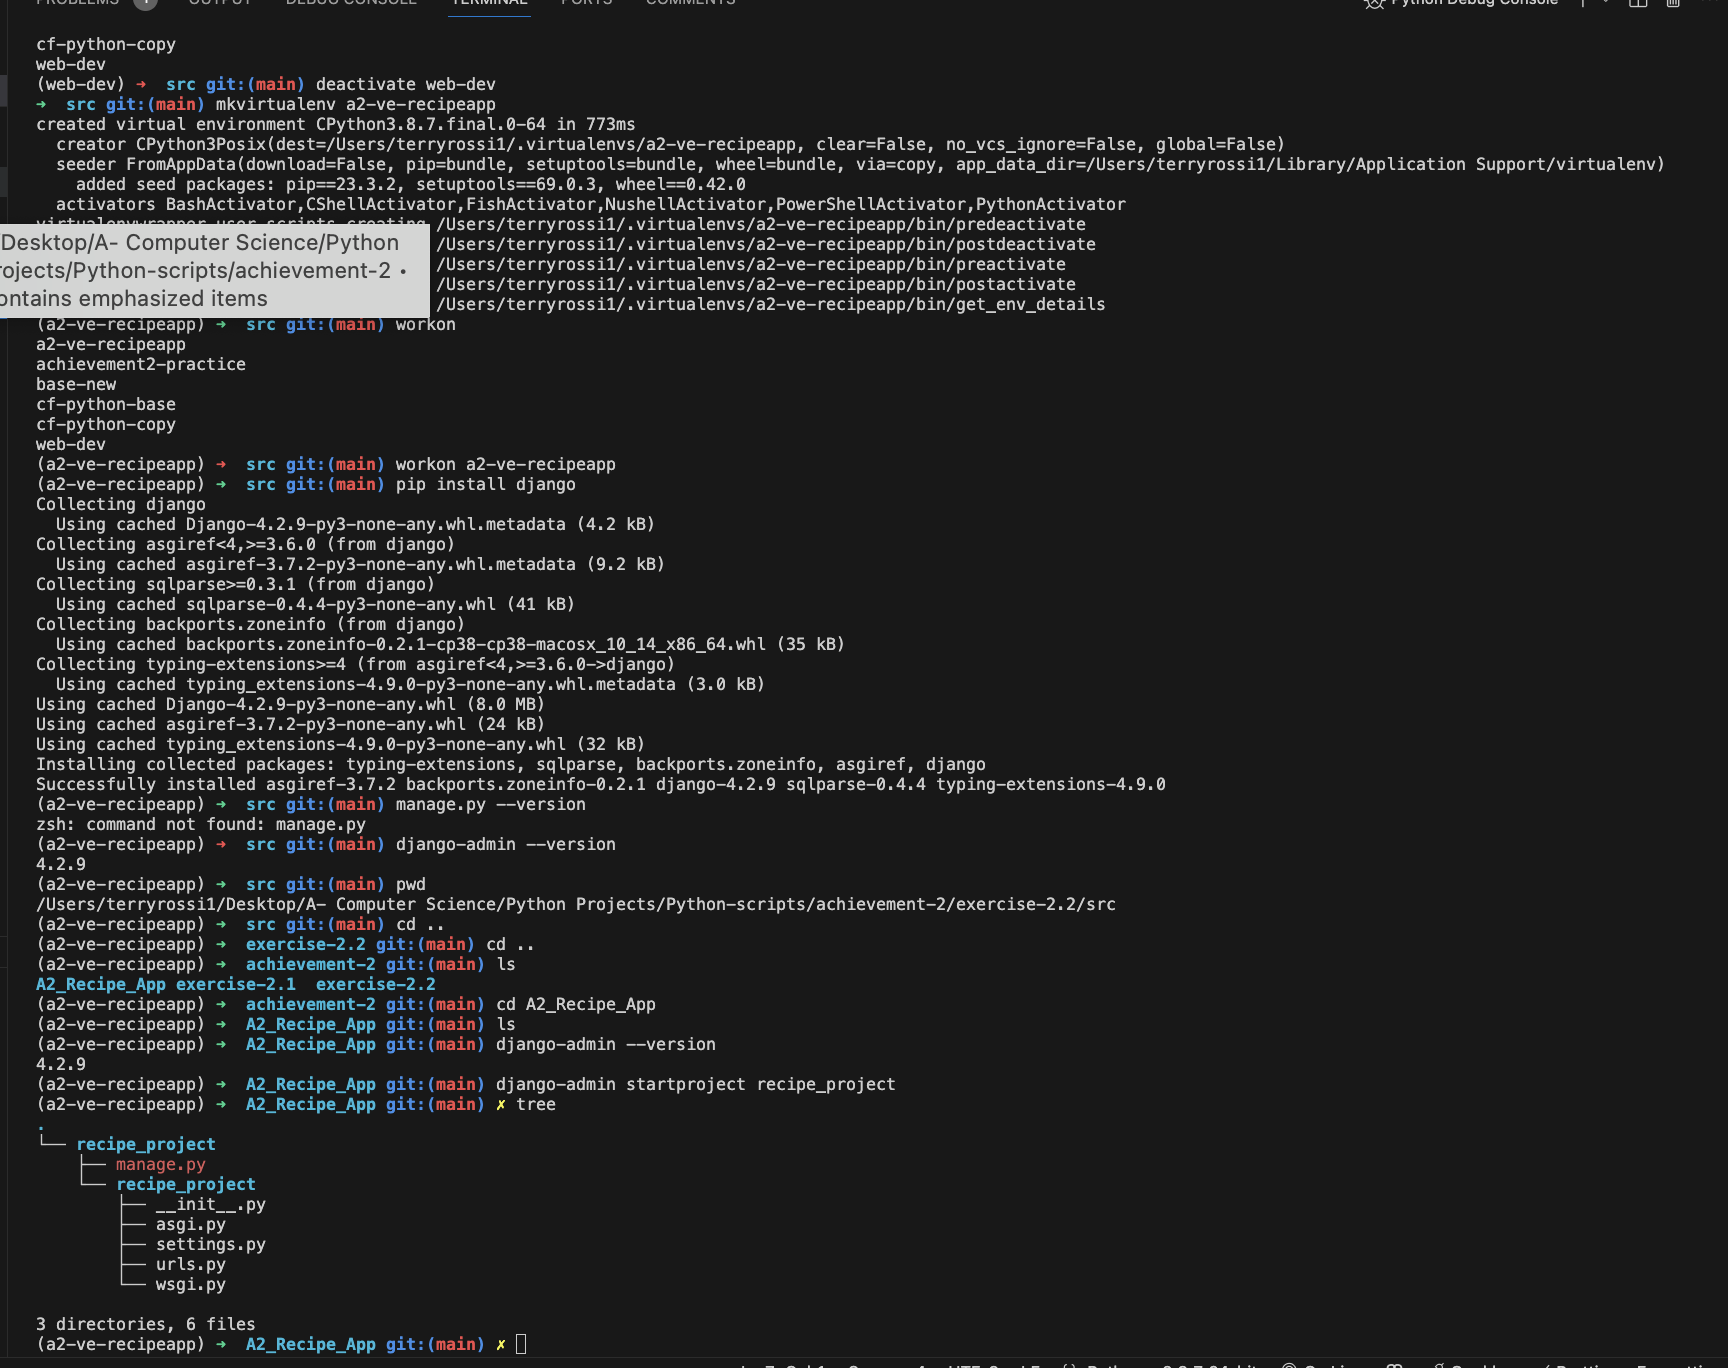 PROBLEMS OUTPUT DEBUG CONSOLE TERMINAL PORTS COMMENTS Python Debug Console
cf-python-copy
web-dev
(web-dev) → src git:(main) deactivate web-dev
→ src git:(main) mkvirtualenv a2-ve-recipeapp
created virtual environment CPython3.8.7.final.0-64 in 773ms
creator CPython3Posix(dest=/Users/terryrossi1/.virtualenvs/a2-ve-recipeapp, clear=False, no_vcs_ignore=False, global=False)
seeder FromAppData(download=False, pip=bundle, setuptools=bundle, wheel=bundle, via=copy, app_data_dir=/Users/terryrossi1/Library/Application Support/virtualenv)
added seed packages: pip==23.3.2, setuptools==69.0.3, wheel==0.42.0
activators BashActivator,CShellActivator,FishActivator,NushellActivator,PowerShellActivator,PythonActivator
virtualenvwrapper.user_scripts creating /Users/terryrossi1/.virtualenvs/a2-ve-recipeapp/bin/predeactivate
/Users/terryrossi1/.virtualenvs/a2-ve-recipeapp/bin/postdeactivate
/Users/terryrossi1/.virtualenvs/a2-ve-recipeapp/bin/preactivate
/Users/terryrossi1/.virtualenvs/a2-ve-recipeapp/bin/postactivate
/Users/terryrossi1/.virtualenvs/a2-ve-recipeapp/bin/get_env_details
Desktop/A- Computer Science/Python
rojects/Python-scripts/achievement-2 •
ontains emphasized items
(a2-ve-recipeapp) → src git:(main) workon
a2-ve-recipeapp
achievement2-practice
base-new
cf-python-base
cf-python-copy
web-dev
(a2-ve-recipeapp) → src git:(main) workon a2-ve-recipeapp
(a2-ve-recipeapp) → src git:(main) pip install django
Collecting django
Using cached Django-4.2.9-py3-none-any.whl.metadata (4.2 kB)
Collecting asgiref<4,>=3.6.0 (from django)
Using cached asgiref-3.7.2-py3-none-any.whl.metadata (9.2 kB)
Collecting sqlparse>=0.3.1 (from django)
Using cached sqlparse-0.4.4-py3-none-any.whl (41 kB)
Collecting backports.zoneinfo (from django)
Using cached backports.zoneinfo-0.2.1-cp38-cp38-macosx_10_14_x86_64.whl (35 kB)
Collecting typing-extensions>=4 (from asgiref<4,>=3.6.0->django)
Using cached typing_extensions-4.9.0-py3-none-any.whl.metadata (3.0 kB)
Using cached Django-4.2.9-py3-none-any.whl (8.0 MB)
Using cached asgiref-3.7.2-py3-none-any.whl (24 kB)
Using cached typing_extensions-4.9.0-py3-none-any.whl (32 kB)
Installing collected packages: typing-extensions, sqlparse, backports.zoneinfo, asgiref, django
Successfully installed asgiref-3.7.2 backports.zoneinfo-0.2.1 django-4.2.9 sqlparse-0.4.4 typing-extensions-4.9.0
(a2-ve-recipeapp) → src git:(main) manage.py --version
zsh: command not found: manage.py
(a2-ve-recipeapp) → src git:(main) django-admin --version
4.2.9
(a2-ve-recipeapp) → src git:(main) pwd
/Users/terryrossi1/Desktop/A- Computer Science/Python Projects/Python-scripts/achievement-2/exercise-2.2/src
(a2-ve-recipeapp) → src git:(main) cd ..
(a2-ve-recipeapp) → exercise-2.2 git:(main) cd ..
(a2-ve-recipeapp) → achievement-2 git:(main) ls
A2_Recipe_App exercise-2.1 exercise-2.2
(a2-ve-recipeapp) → achievement-2 git:(main) cd A2_Recipe_App
(a2-ve-recipeapp) → A2_Recipe_App git:(main) ls
(a2-ve-recipeapp) → A2_Recipe_App git:(main) django-admin --version
4.2.9
(a2-ve-recipeapp) → A2_Recipe_App git:(main) django-admin startproject recipe_project
(a2-ve-recipeapp) → A2_Recipe_App git:(main) ✗ tree
.
└── recipe_project
├── manage.py
└── recipe_project
├── __init__.py
├── asgi.py
├── settings.py
├── urls.py
└── wsgi.py
3 directories, 6 files
(a2-ve-recipeapp) → A2_Recipe_App git:(main) ✗